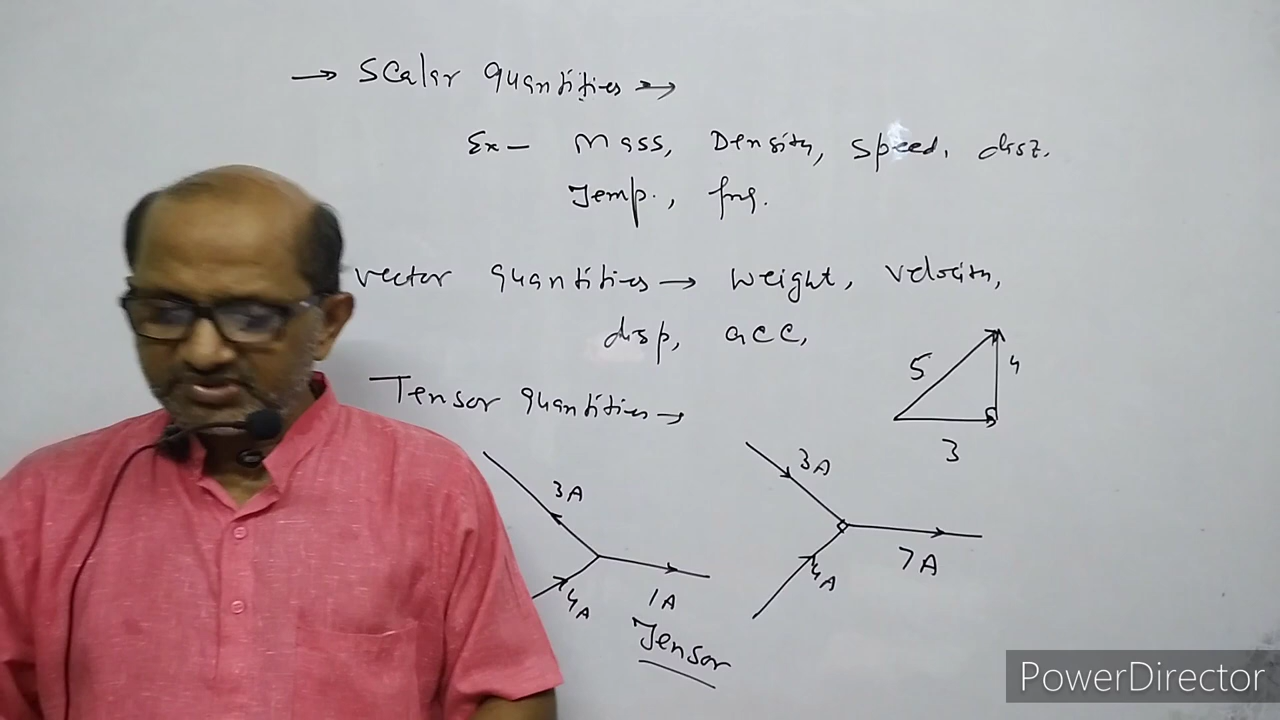 → Scalar quantities →
Ex – Mass, Density, Speed, dist.
Temp.,
Vector quantities → Weight, Velocity,
disp, acc,
5 4
3
Tensor quantities →
3A
4A
1A
Tensor
3A
4A
7A
PowerDirector